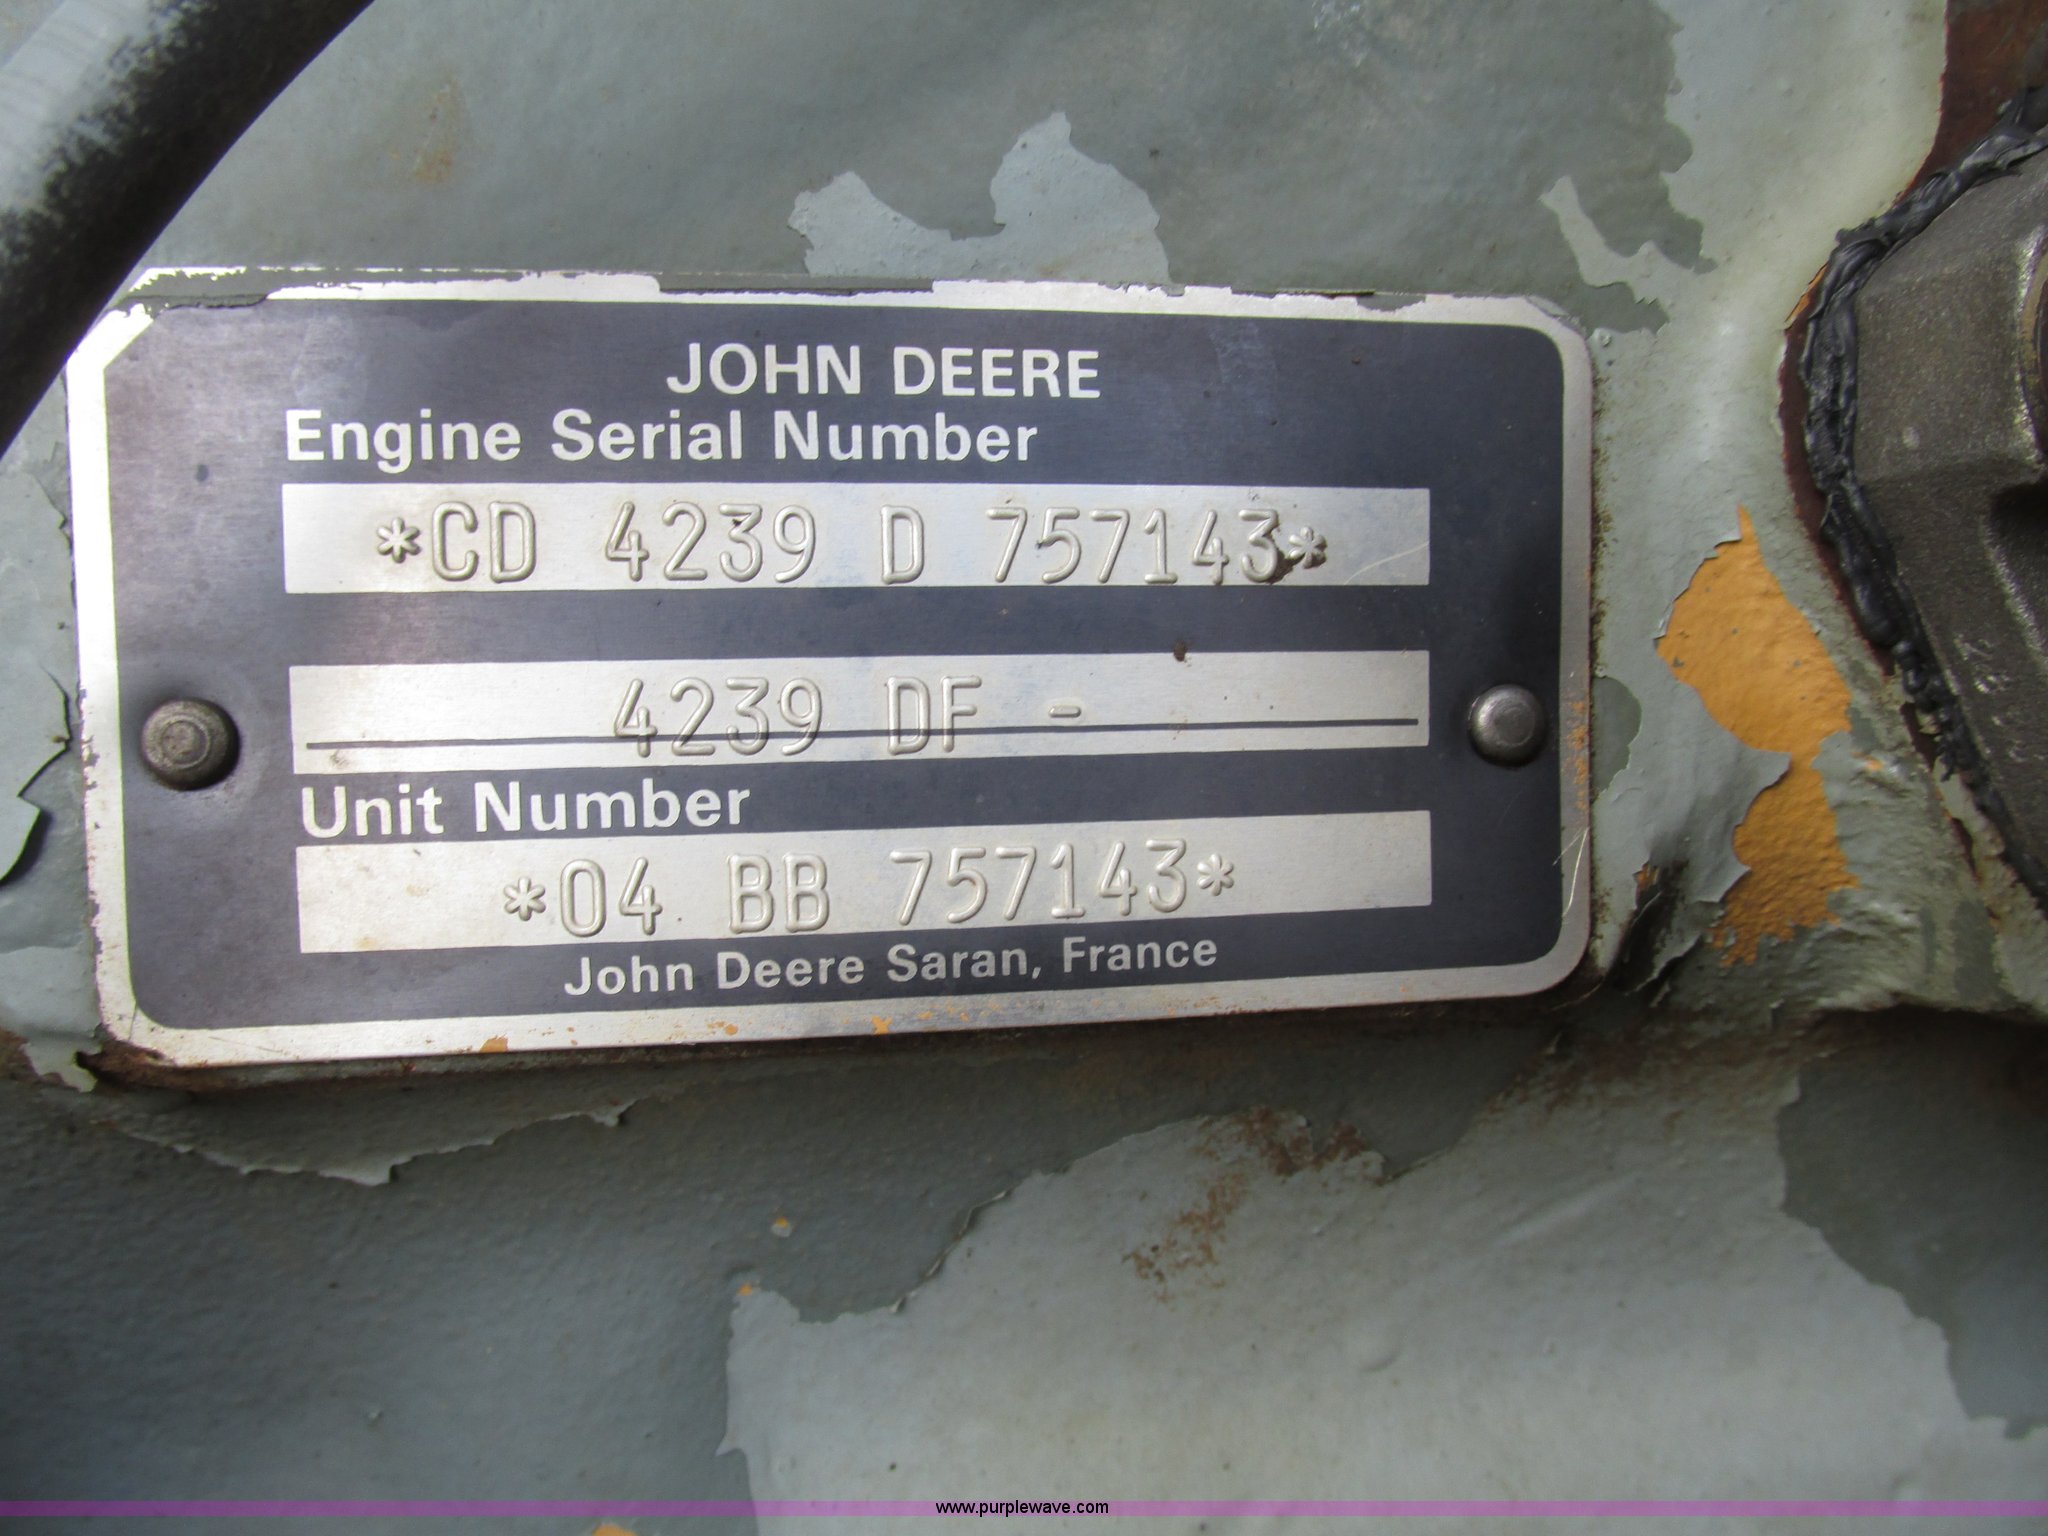 JOHN DEERE
Engine Serial Number
*CD 4239 D 757143*
4239 DF -
Unit Number
*04 BB 757143*
John Deere Saran, France
www.purplewave.com